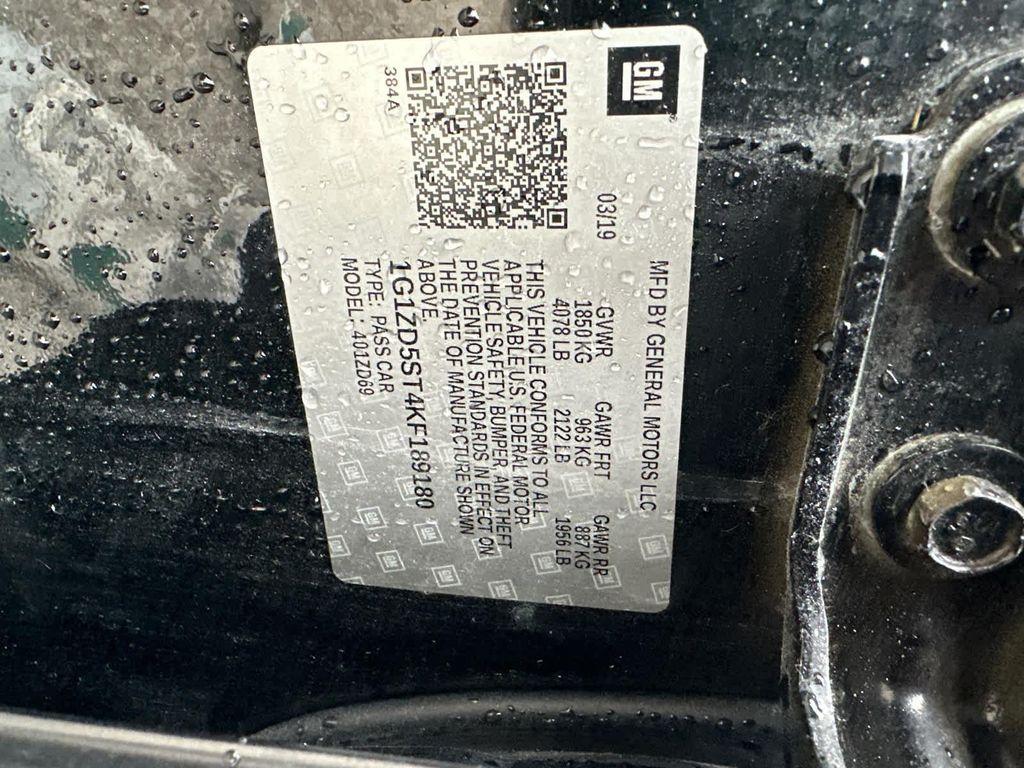 GM
MFD BY GENERAL MOTORS LLC
03/19
GVWR GAWR FRT GAWR RR
1850 KG 963 KG 887 KG
4078 LB 2122 LB 1956 LB
THIS VEHICLE CONFORMS TO ALL
APPLICABLE U.S. FEDERAL MOTOR
VEHICLE SAFETY, BUMPER, AND THEFT
PREVENTION STANDARDS IN EFFECT ON
THE DATE OF MANUFACTURE SHOWN
ABOVE.
1G1ZD5ST4KF189180
TYPE: PASS CAR
MODEL: 401ZD69
384A